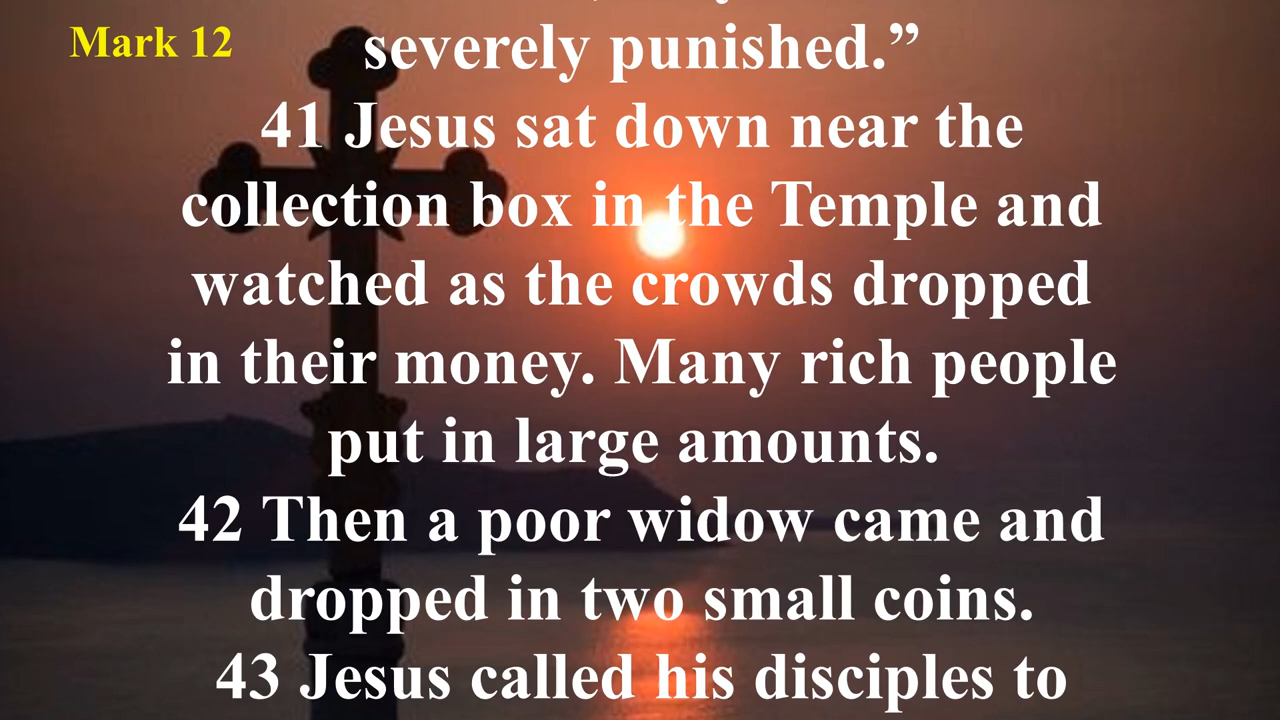 Mark 12
severely punished.”
41 Jesus sat down near the
collection box in the Temple and
watched as the crowds dropped
in their money. Many rich people
put in large amounts.
42 Then a poor widow came and
dropped in two small coins.
43 Jesus called his disciples to